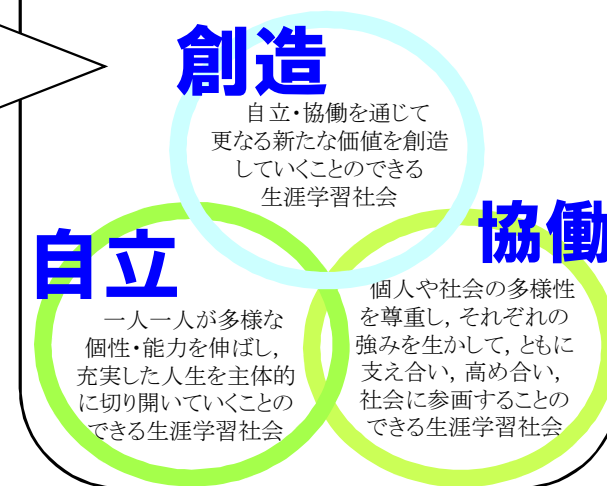 創造
自立・協働を通じて
更なる新たな価値を創造
していくことのできる
生涯学習社会
自立
一人一人が多様な
個性・能力を伸ばし,
充実した人生を主体的
に切り開いていくことの
できる生涯学習社会
協働
個人や社会の多様性
を尊重し, それぞれの
強みを生かして, ともに
支え合い, 高め合い,
社会に参画することの
できる生涯学習社会